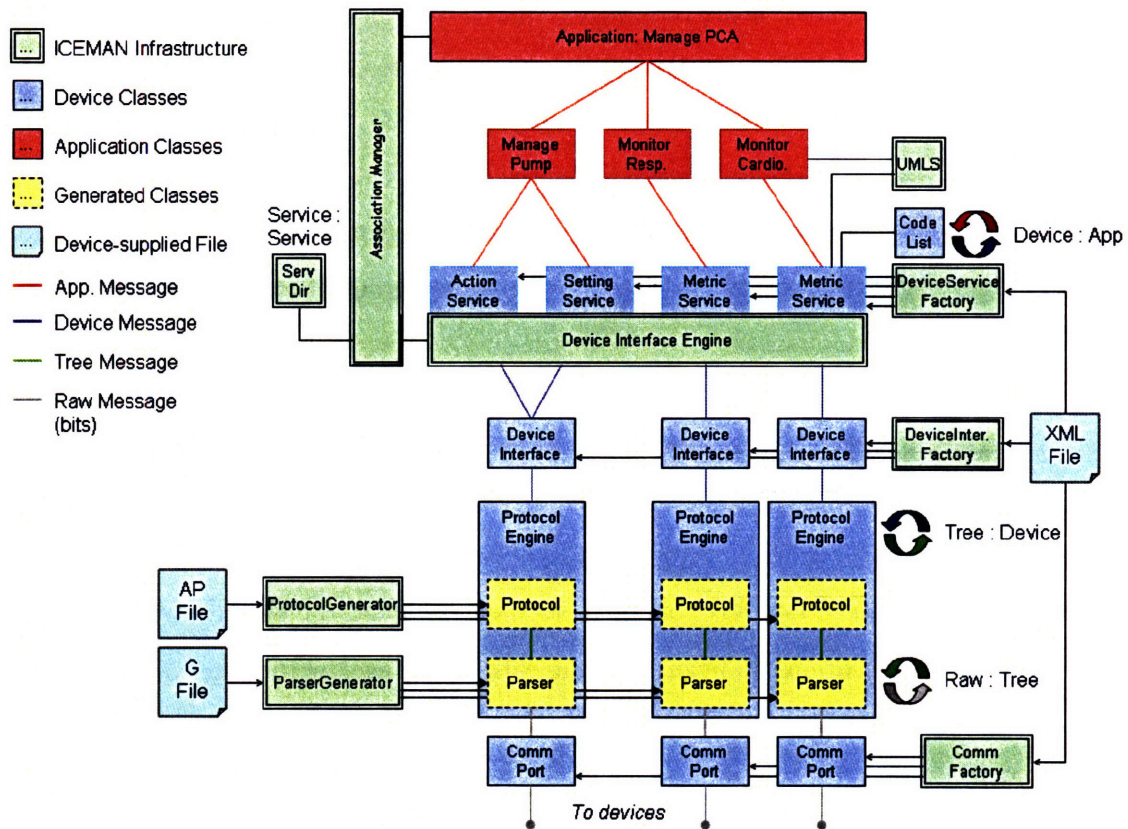 ... ICEMAN Infrastructure
... Device Classes
... Application Classes
... Generated Classes
... Device-supplied File
App. Message
Device Message
Tree Message
Raw Message
(bits)
Application: Manage PCA
Association Manager
Manage
Pump
Monitor
Resp.
Monitor
Cardio.
UMLS
Service :
Service
Serv
Dir
Code
List
Device : App
Action
Service
Setting
Service
Metric
Service
Metric
Service
DeviceService
Factory
Device Interface Engine
Device
Interface
Device
Interface
Device
Interface
DeviceInter.
Factory
XML
File
Protocol
Engine
Protocol
Engine
Protocol
Engine
Tree : Device
AP
File
ProtocolGenerator
Protocol
Protocol
Protocol
G
File
ParserGenerator
Parser
Parser
Parser
Raw : Tree
Comm
Port
Comm
Port
Comm
Port
Comm
Factory
To devices